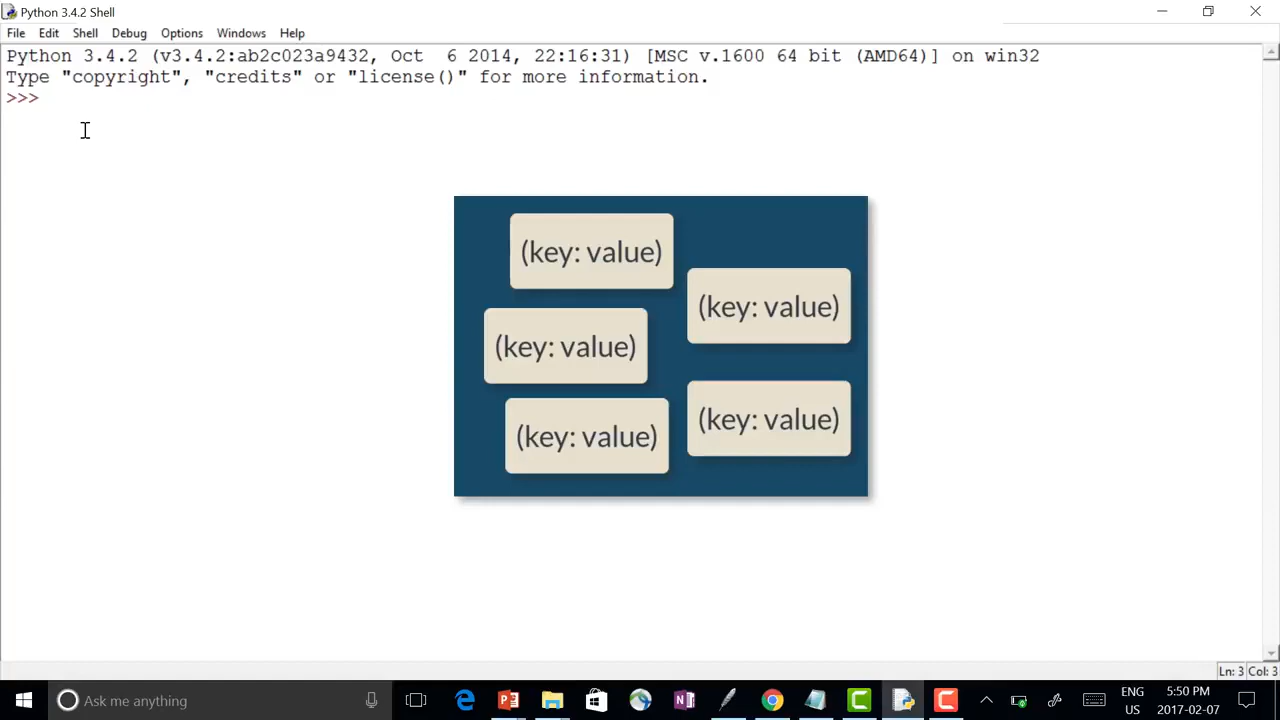 Python 3.4.2 Shell
File Edit Shell Debug Options Windows Help
Python 3.4.2 (v3.4.2:ab2c023a9432, Oct  6 2014, 22:16:31) [MSC v.1600 64 bit (AMD64)] on win32
Type "copyright", "credits" or "license()" for more information.
>>>
(key: value)
(key: value)
(key: value)
(key: value)
(key: value)
Ln: 3 Col: 3
Ask me anything
ENG 5:50 PM
US 2017-02-07